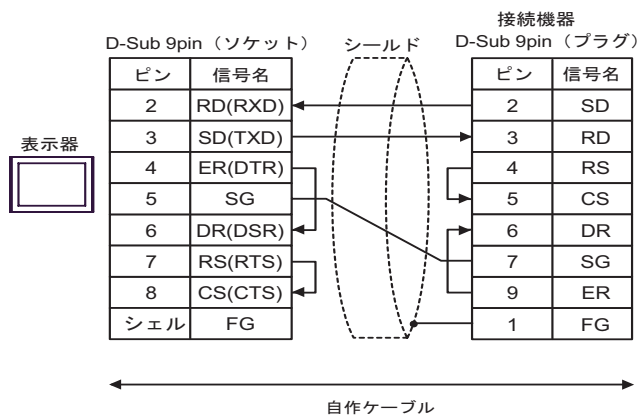 接続機器
D-Sub 9pin（ソケット） シールド D-Sub 9pin（プラグ）
ピン 信号名 ピン 信号名
2 RD(RXD) 2 SD
3 SD(TXD) 3 RD
表示器
4 ER(DTR) 4 RS
5 SG 5 CS
6 DR(DSR) 6 DR
7 RS(RTS) 7 SG
8 CS(CTS) 9 ER
シェル FG 1 FG
自作ケーブル